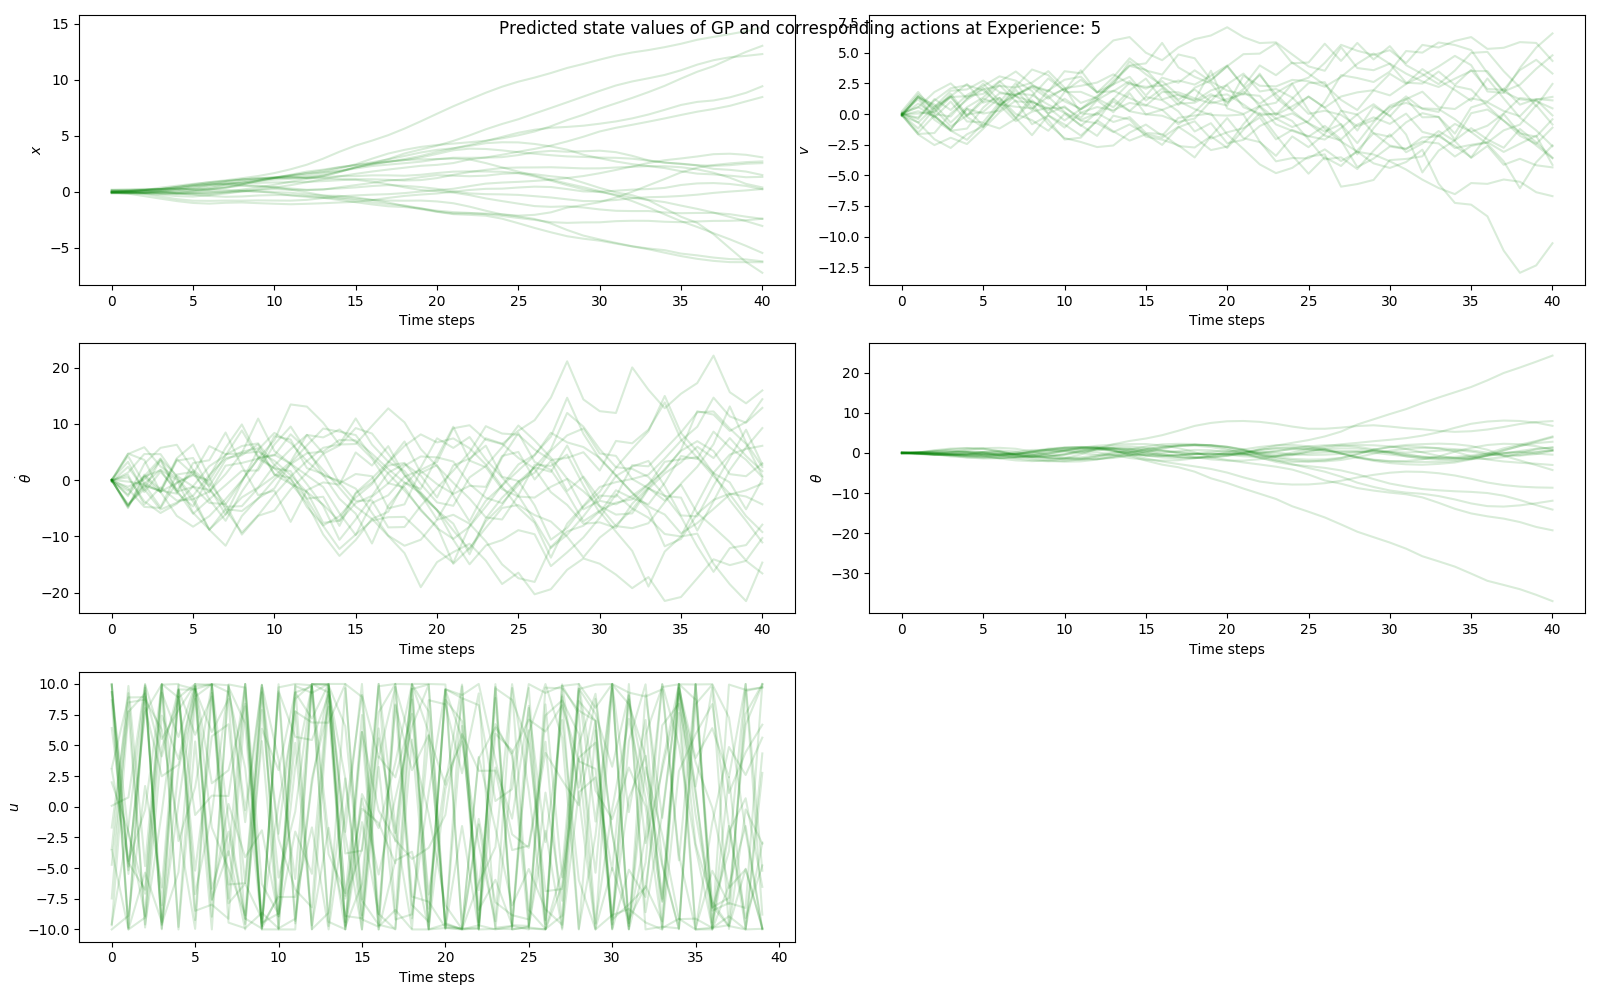 Predicted state values of GP and corresponding actions at Experience: 5
15
10
5
0
−5
x
0 5 10 15 20 25 30 35 40
Time steps
7.5
5.0
2.5
0.0
−2.5
−5.0
−7.5
−10.0
−12.5
v
0 5 10 15 20 25 30 35 40
Time steps
20
10
0
−10
−20
θ̇
0 5 10 15 20 25 30 35 40
Time steps
20
10
0
−10
−20
−30
θ
0 5 10 15 20 25 30 35 40
Time steps
10.0
7.5
5.0
2.5
0.0
−2.5
−5.0
−7.5
−10.0
u
0 5 10 15 20 25 30 35 40
Time steps